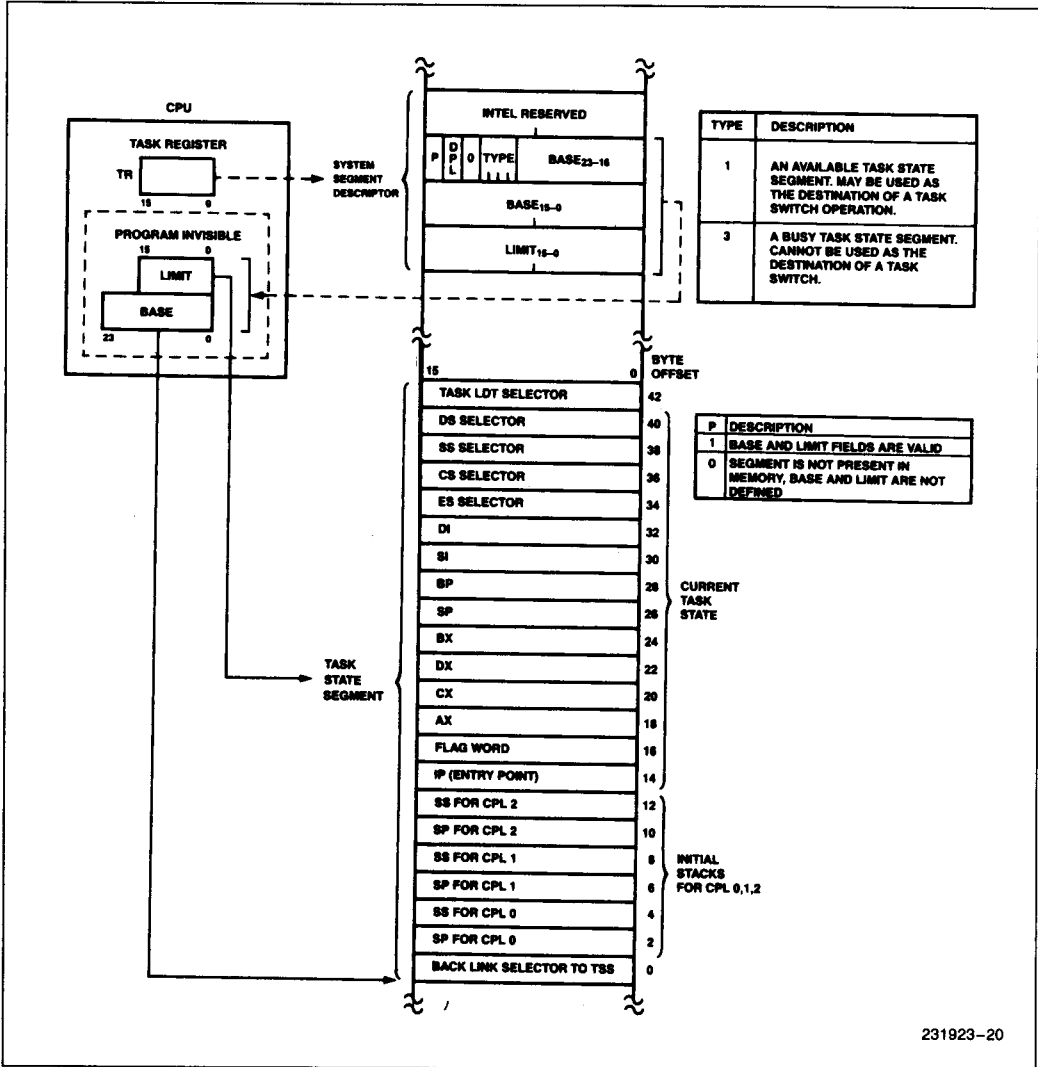 CPU
TASK REGISTER
TR
15 0
PROGRAM INVISIBLE
15 0
LIMIT
BASE
23 0
SYSTEM
SEGMENT
DESCRIPTOR
INTEL RESERVED
P DPL 0 TYPE BASE23–16
BASE15–0
LIMIT15–0
TYPE DESCRIPTION
1 AN AVAILABLE TASK STATE
SEGMENT. MAY BE USED AS
THE DESTINATION OF A TASK
SWITCH OPERATION.
3 A BUSY TASK STATE SEGMENT.
CANNOT BE USED AS THE
DESTINATION OF A TASK
SWITCH.
P DESCRIPTION
1 BASE AND LIMIT FIELDS ARE VALID
0 SEGMENT IS NOT PRESENT IN
MEMORY, BASE AND LIMIT ARE NOT
DEFINED
15 0
BYTE
OFFSET
TASK LDT SELECTOR 42
DS SELECTOR 40
SS SELECTOR 38
CS SELECTOR 36
ES SELECTOR 34
DI 32
SI 30
BP 28
SP 26
BX 24
DX 22
CX 20
AX 18
FLAG WORD 16
IP (ENTRY POINT) 14
SS FOR CPL 2 12
SP FOR CPL 2 10
SS FOR CPL 1 8
SP FOR CPL 1 6
SS FOR CPL 0 4
SP FOR CPL 0 2
BACK LINK SELECTOR TO TSS 0
TASK
STATE
SEGMENT
CURRENT
TASK
STATE
INITIAL
STACKS
FOR CPL 0,1,2
231923–20